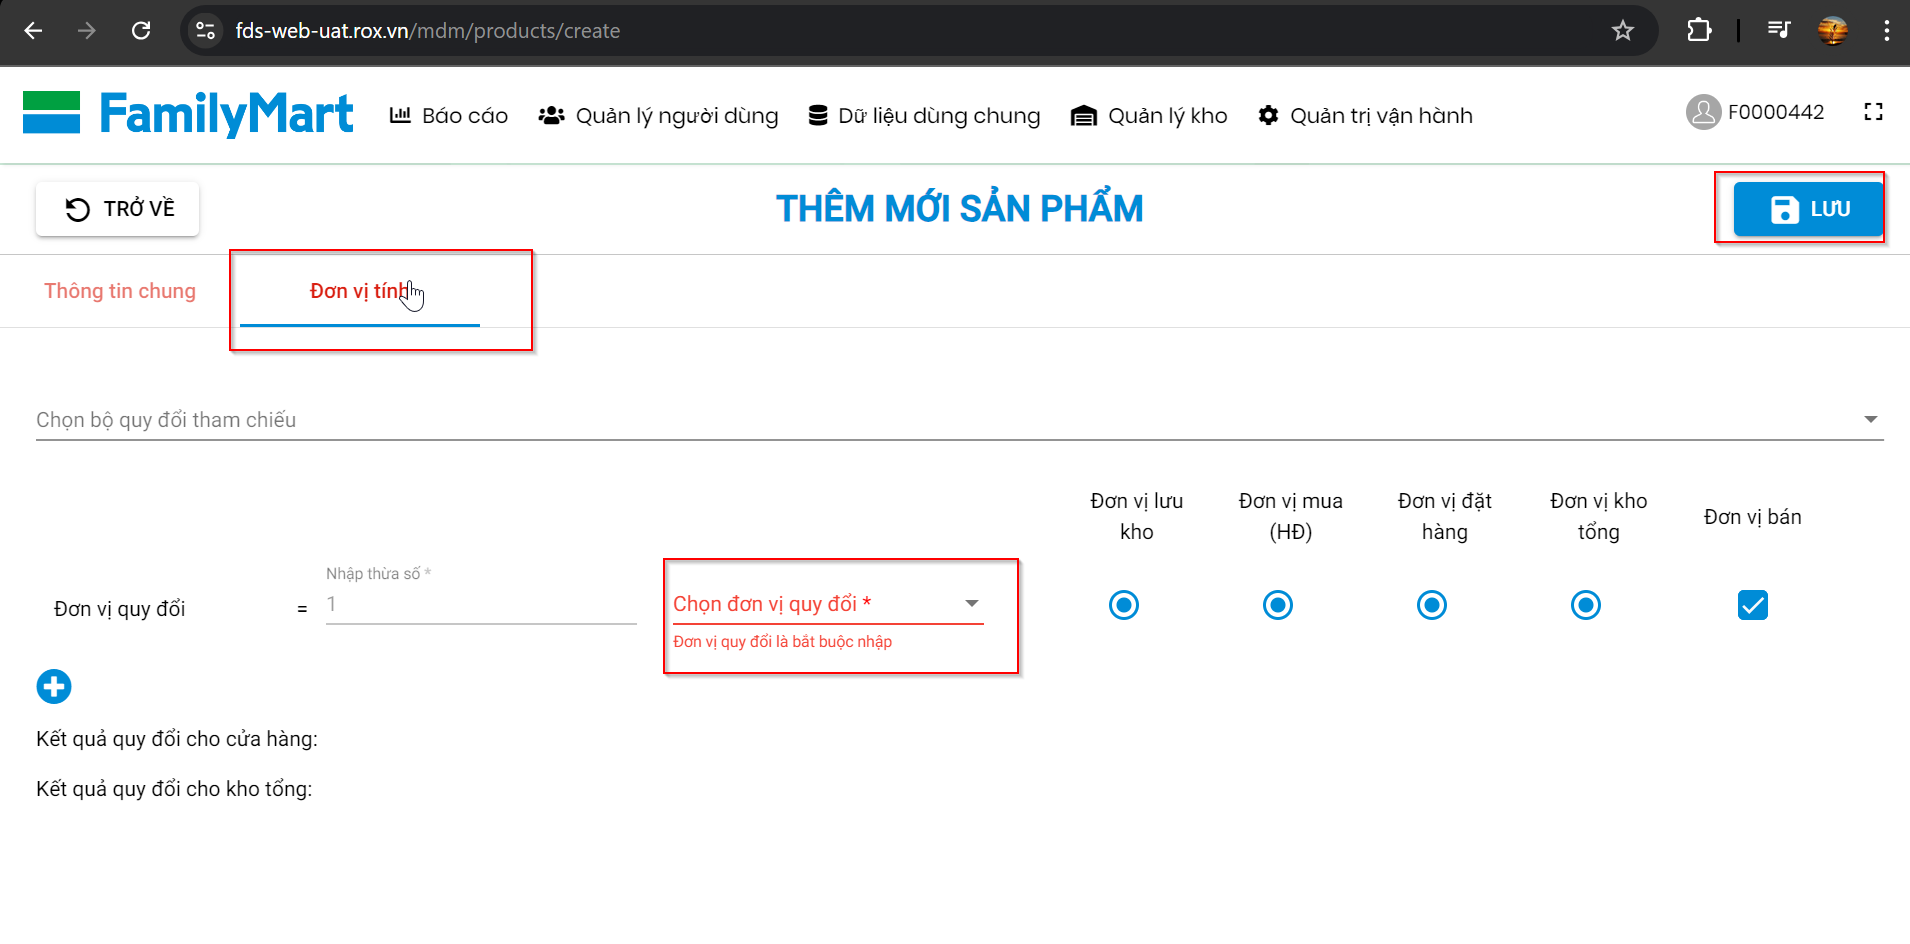 fds-web-uat.rox.vn/mdm/products/create
FamilyMart Báo cáo Quản lý người dùng Dữ liệu dùng chung Quản lý kho Quản trị vận hành F0000442
TRỞ VỀ THÊM MỚI SẢN PHẨM LƯU
Thông tin chung Đơn vị tính
Chọn bộ quy đổi tham chiếu
Đơn vị lưu kho Đơn vị mua (HĐ) Đơn vị đặt hàng Đơn vị kho tổng Đơn vị bán
Nhập thừa số *
Đơn vị quy đổi = 1 Chọn đơn vị quy đổi *
Đơn vị quy đổi là bắt buộc nhập
Kết quả quy đổi cho cửa hàng:
Kết quả quy đổi cho kho tổng: